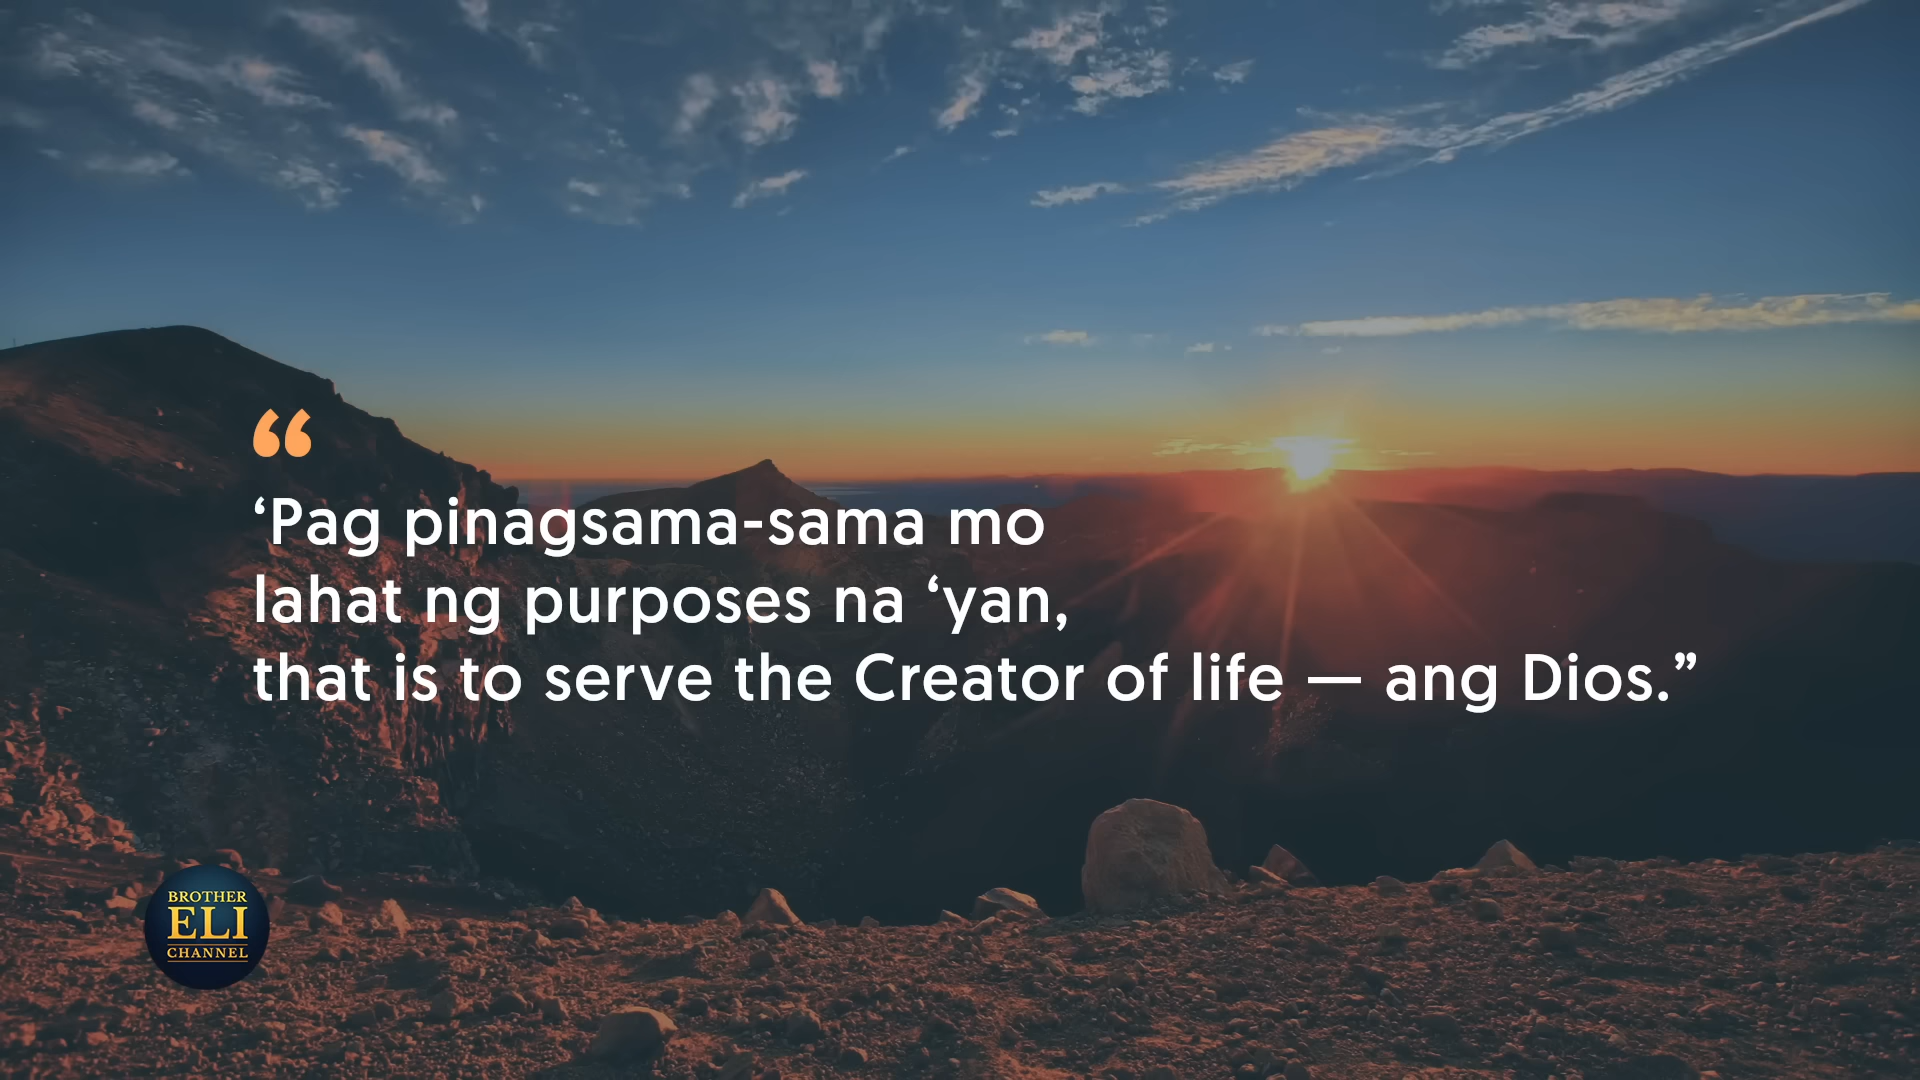 “
‘Pag pinagsama-sama mo
lahat ng purposes na ‘yan,
that is to serve the Creator of life — ang Dios.”
BROTHER
ELI
CHANNEL